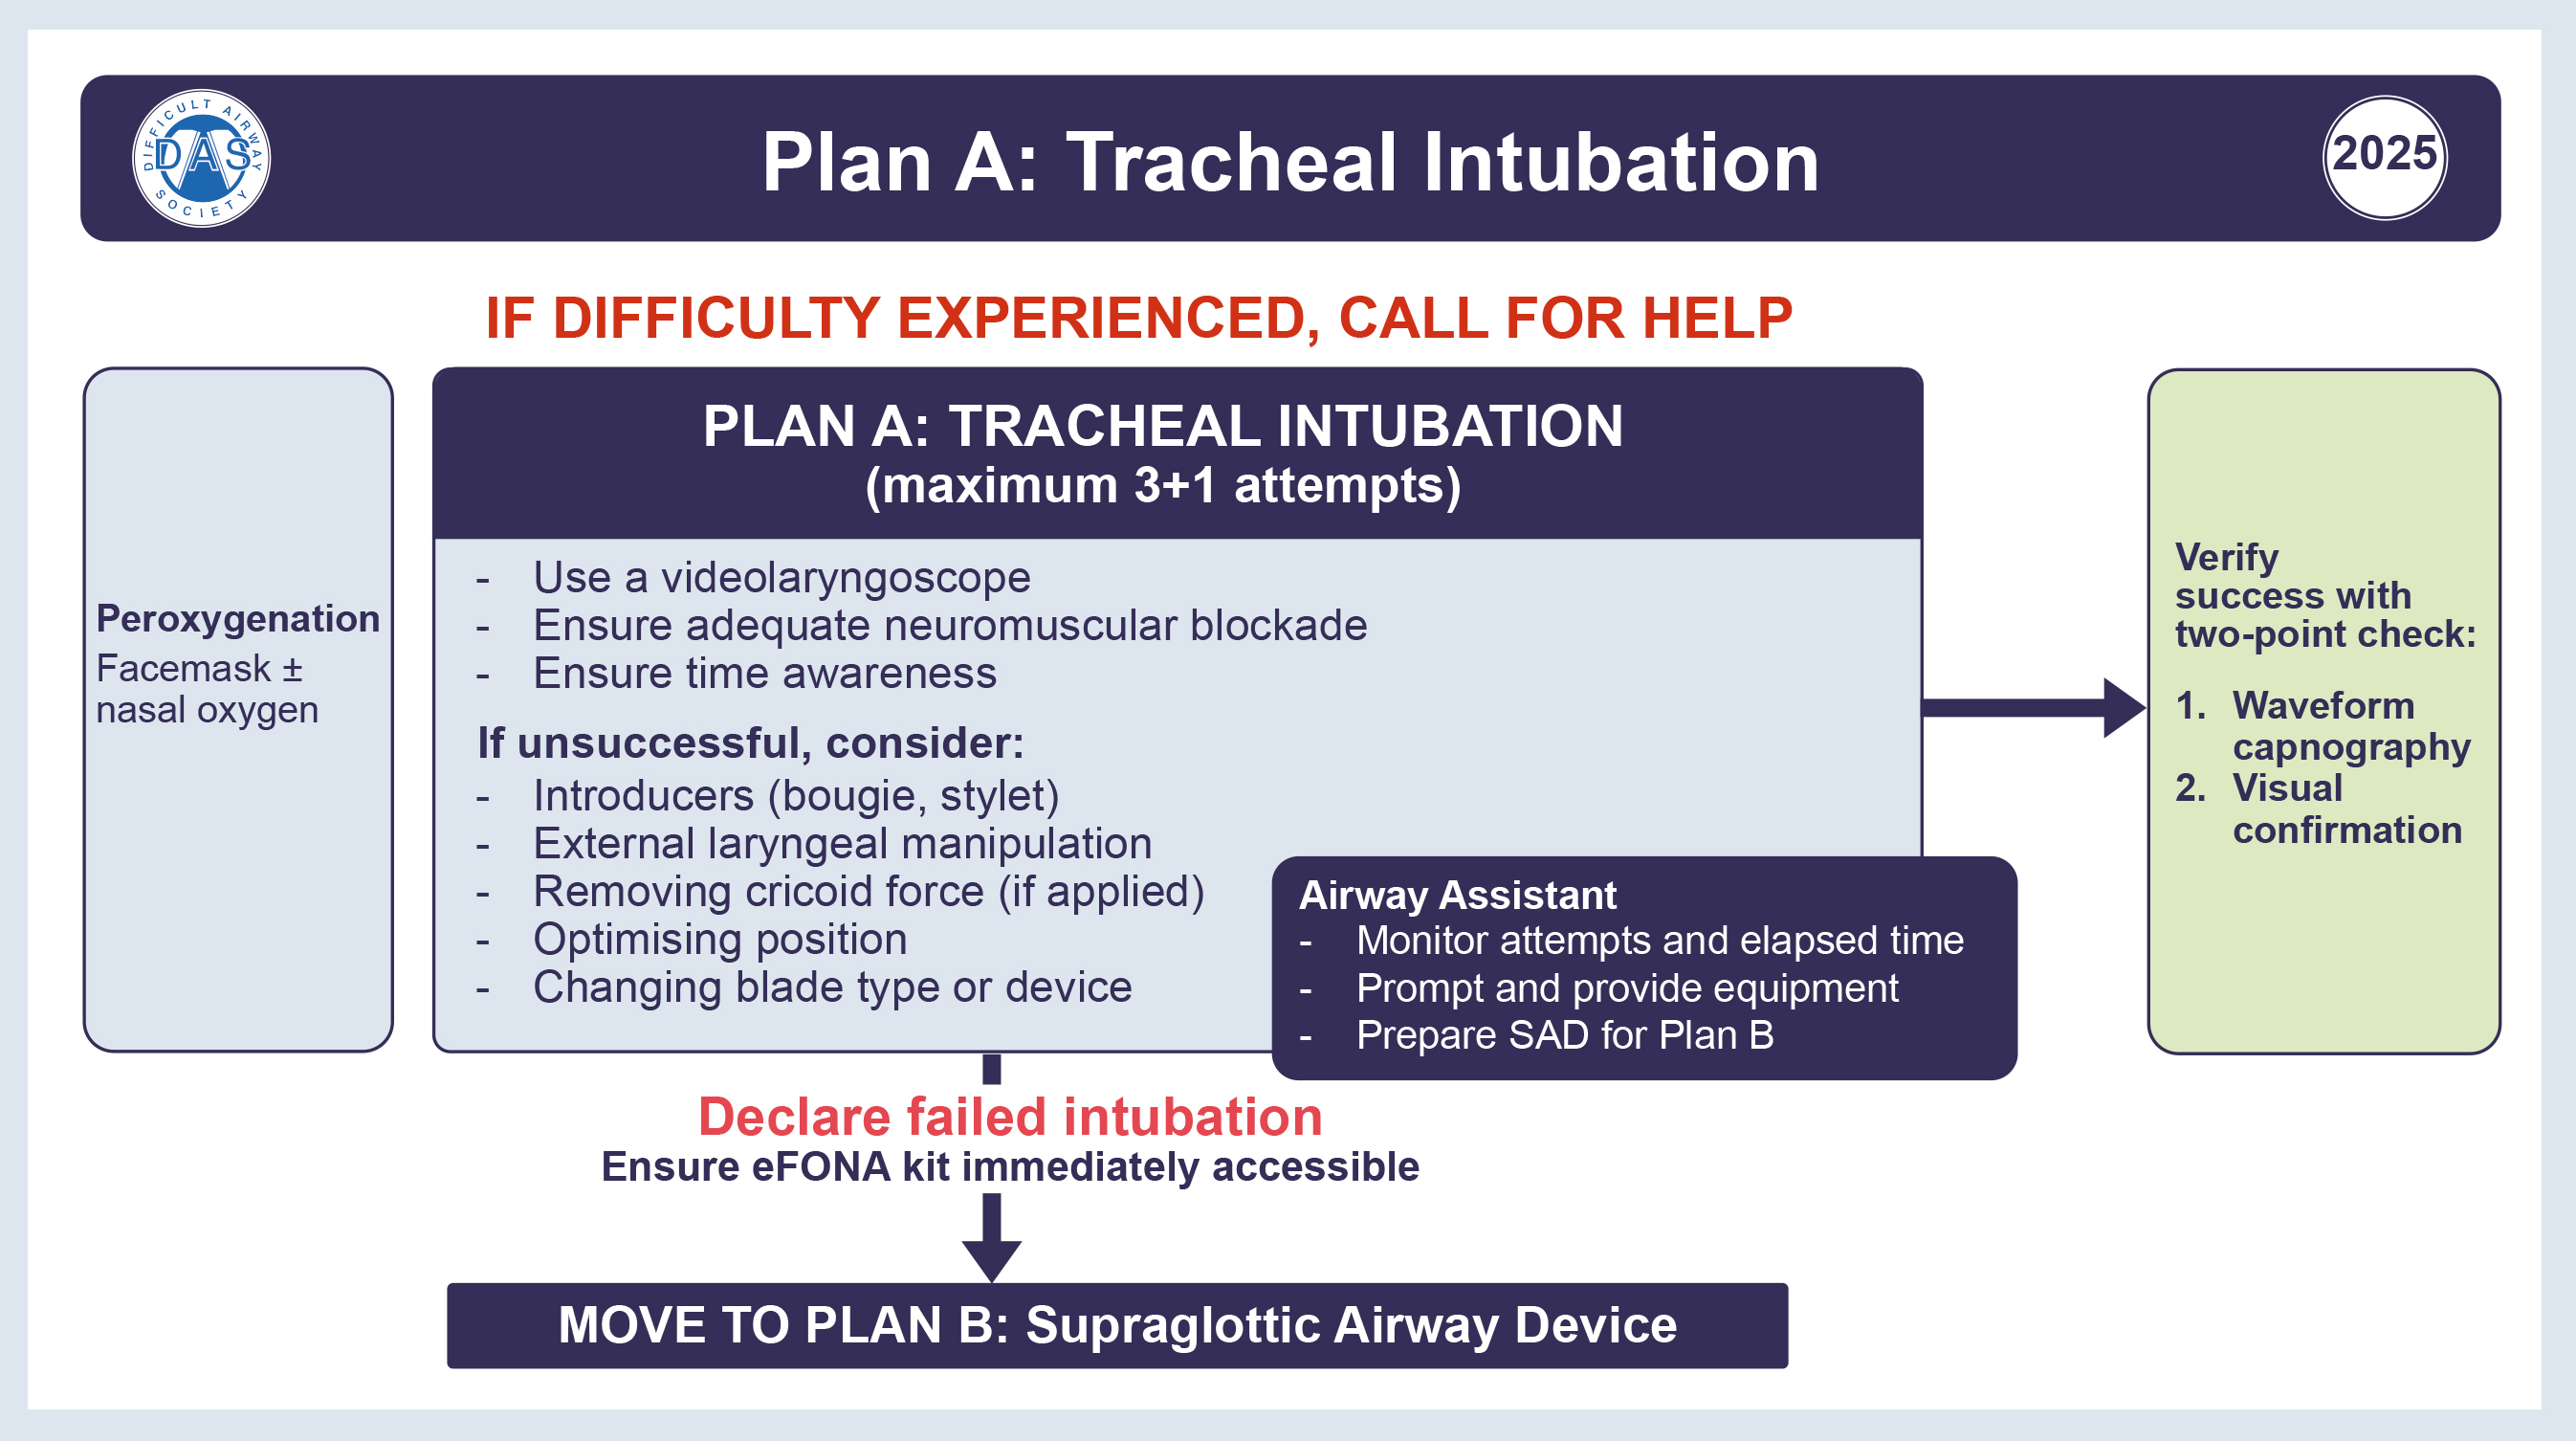 DIFFICULT AIRWAY
DAS
SOCIETY
Plan A: Tracheal Intubation
2025
IF DIFFICULTY EXPERIENCED, CALL FOR HELP
Peroxygenation
Facemask ±
nasal oxygen
PLAN A: TRACHEAL INTUBATION
(maximum 3+1 attempts)
- Use a videolaryngoscope
- Ensure adequate neuromuscular blockade
- Ensure time awareness
If unsuccessful, consider:
- Introducers (bougie, stylet)
- External laryngeal manipulation
- Removing cricoid force (if applied)
- Optimising position
- Changing blade type or device
Airway Assistant
- Monitor attempts and elapsed time
- Prompt and provide equipment
- Prepare SAD for Plan B
Verify
success with
two-point check:
1. Waveform
capnography
2. Visual
confirmation
Declare failed intubation
Ensure eFONA kit immediately accessible
MOVE TO PLAN B: Supraglottic Airway Device